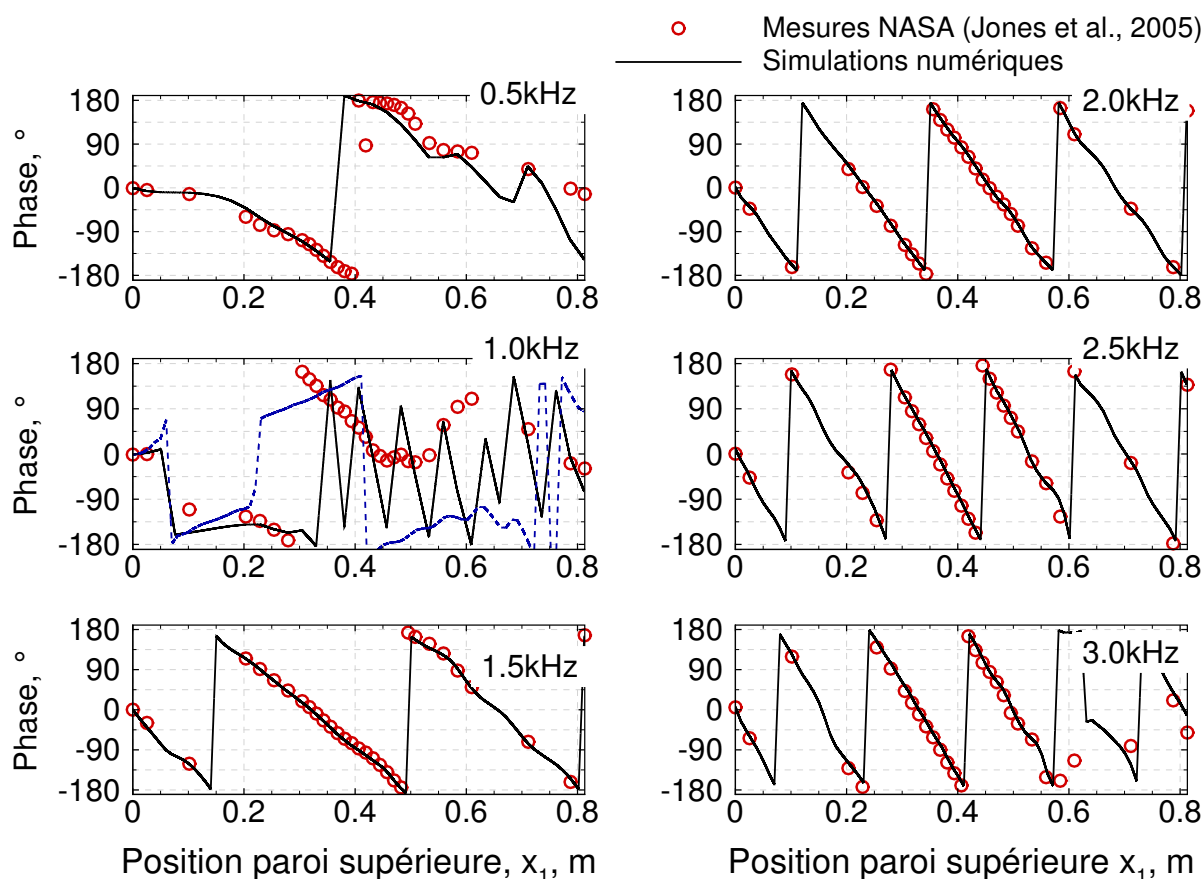 Mesures NASA (Jones et al., 2005)
Simulations numériques
0.5kHz
180
90
0
-90
-180
Phase, °
0 0.2 0.4 0.6 0.8
2.0kHz
180
90
0
-90
-180
0 0.2 0.4 0.6 0.8
1.0kHz
180
90
0
-90
-180
0 0.2 0.4 0.6 0.8
2.5kHz
180
90
0
-90
-180
0 0.2 0.4 0.6 0.8
1.5kHz
180
90
0
-90
-180
Phase, °
0 0.2 0.4 0.6 0.8
Position paroi supérieure, x₁, m
3.0kHz
180
90
0
-90
-180
0 0.2 0.4 0.6 0.8
Position paroi supérieure x₁, m